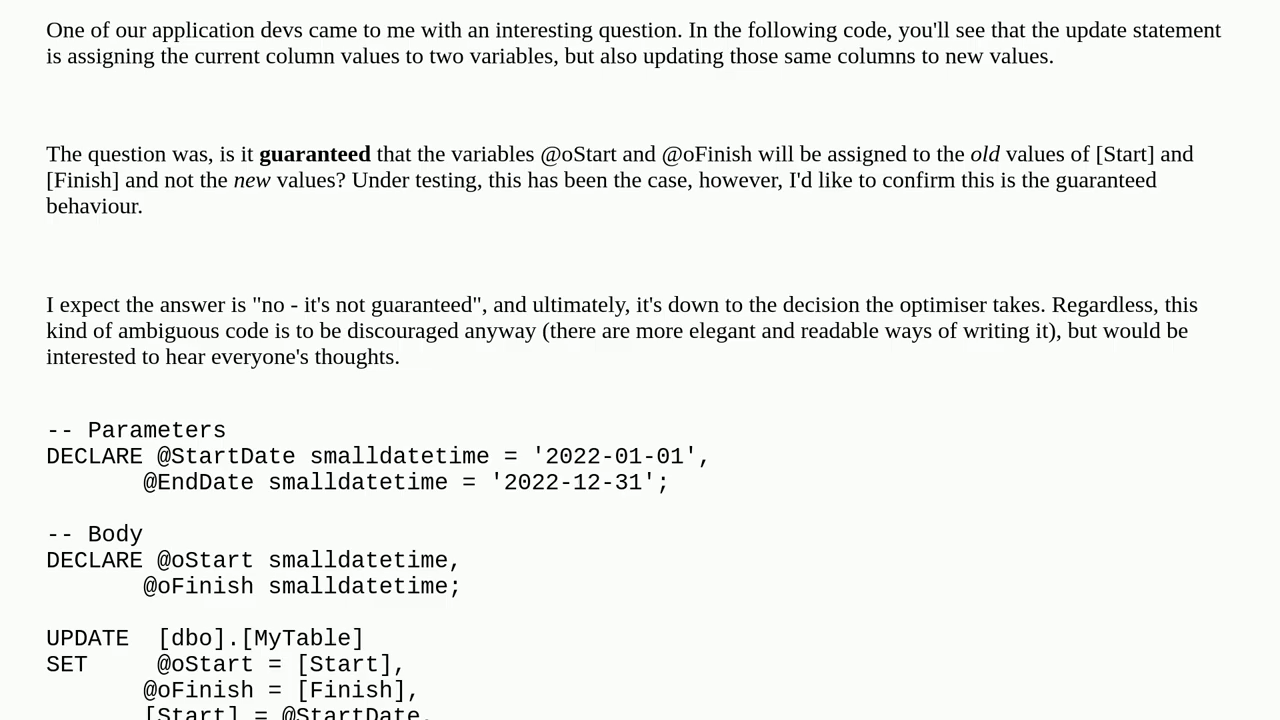 One of our application devs came to me with an interesting question. In the following code, you'll see that the update statement
is assigning the current column values to two variables, but also updating those same columns to new values.
The question was, is it guaranteed that the variables @oStart and @oFinish will be assigned to the old values of [Start] and
[Finish] and not the new values? Under testing, this has been the case, however, I'd like to confirm this is the guaranteed
behaviour.
I expect the answer is "no - it's not guaranteed", and ultimately, it's down to the decision the optimiser takes. Regardless, this
kind of ambiguous code is to be discouraged anyway (there are more elegant and readable ways of writing it), but would be
interested to hear everyone's thoughts.
-- Parameters
DECLARE @StartDate smalldatetime = '2022-01-01',
       @EndDate smalldatetime = '2022-12-31';
-- Body
DECLARE @oStart smalldatetime,
       @oFinish smalldatetime;
UPDATE  [dbo].[MyTable]
SET     @oStart = [Start],
       @oFinish = [Finish],
       [Start] = @StartDate,